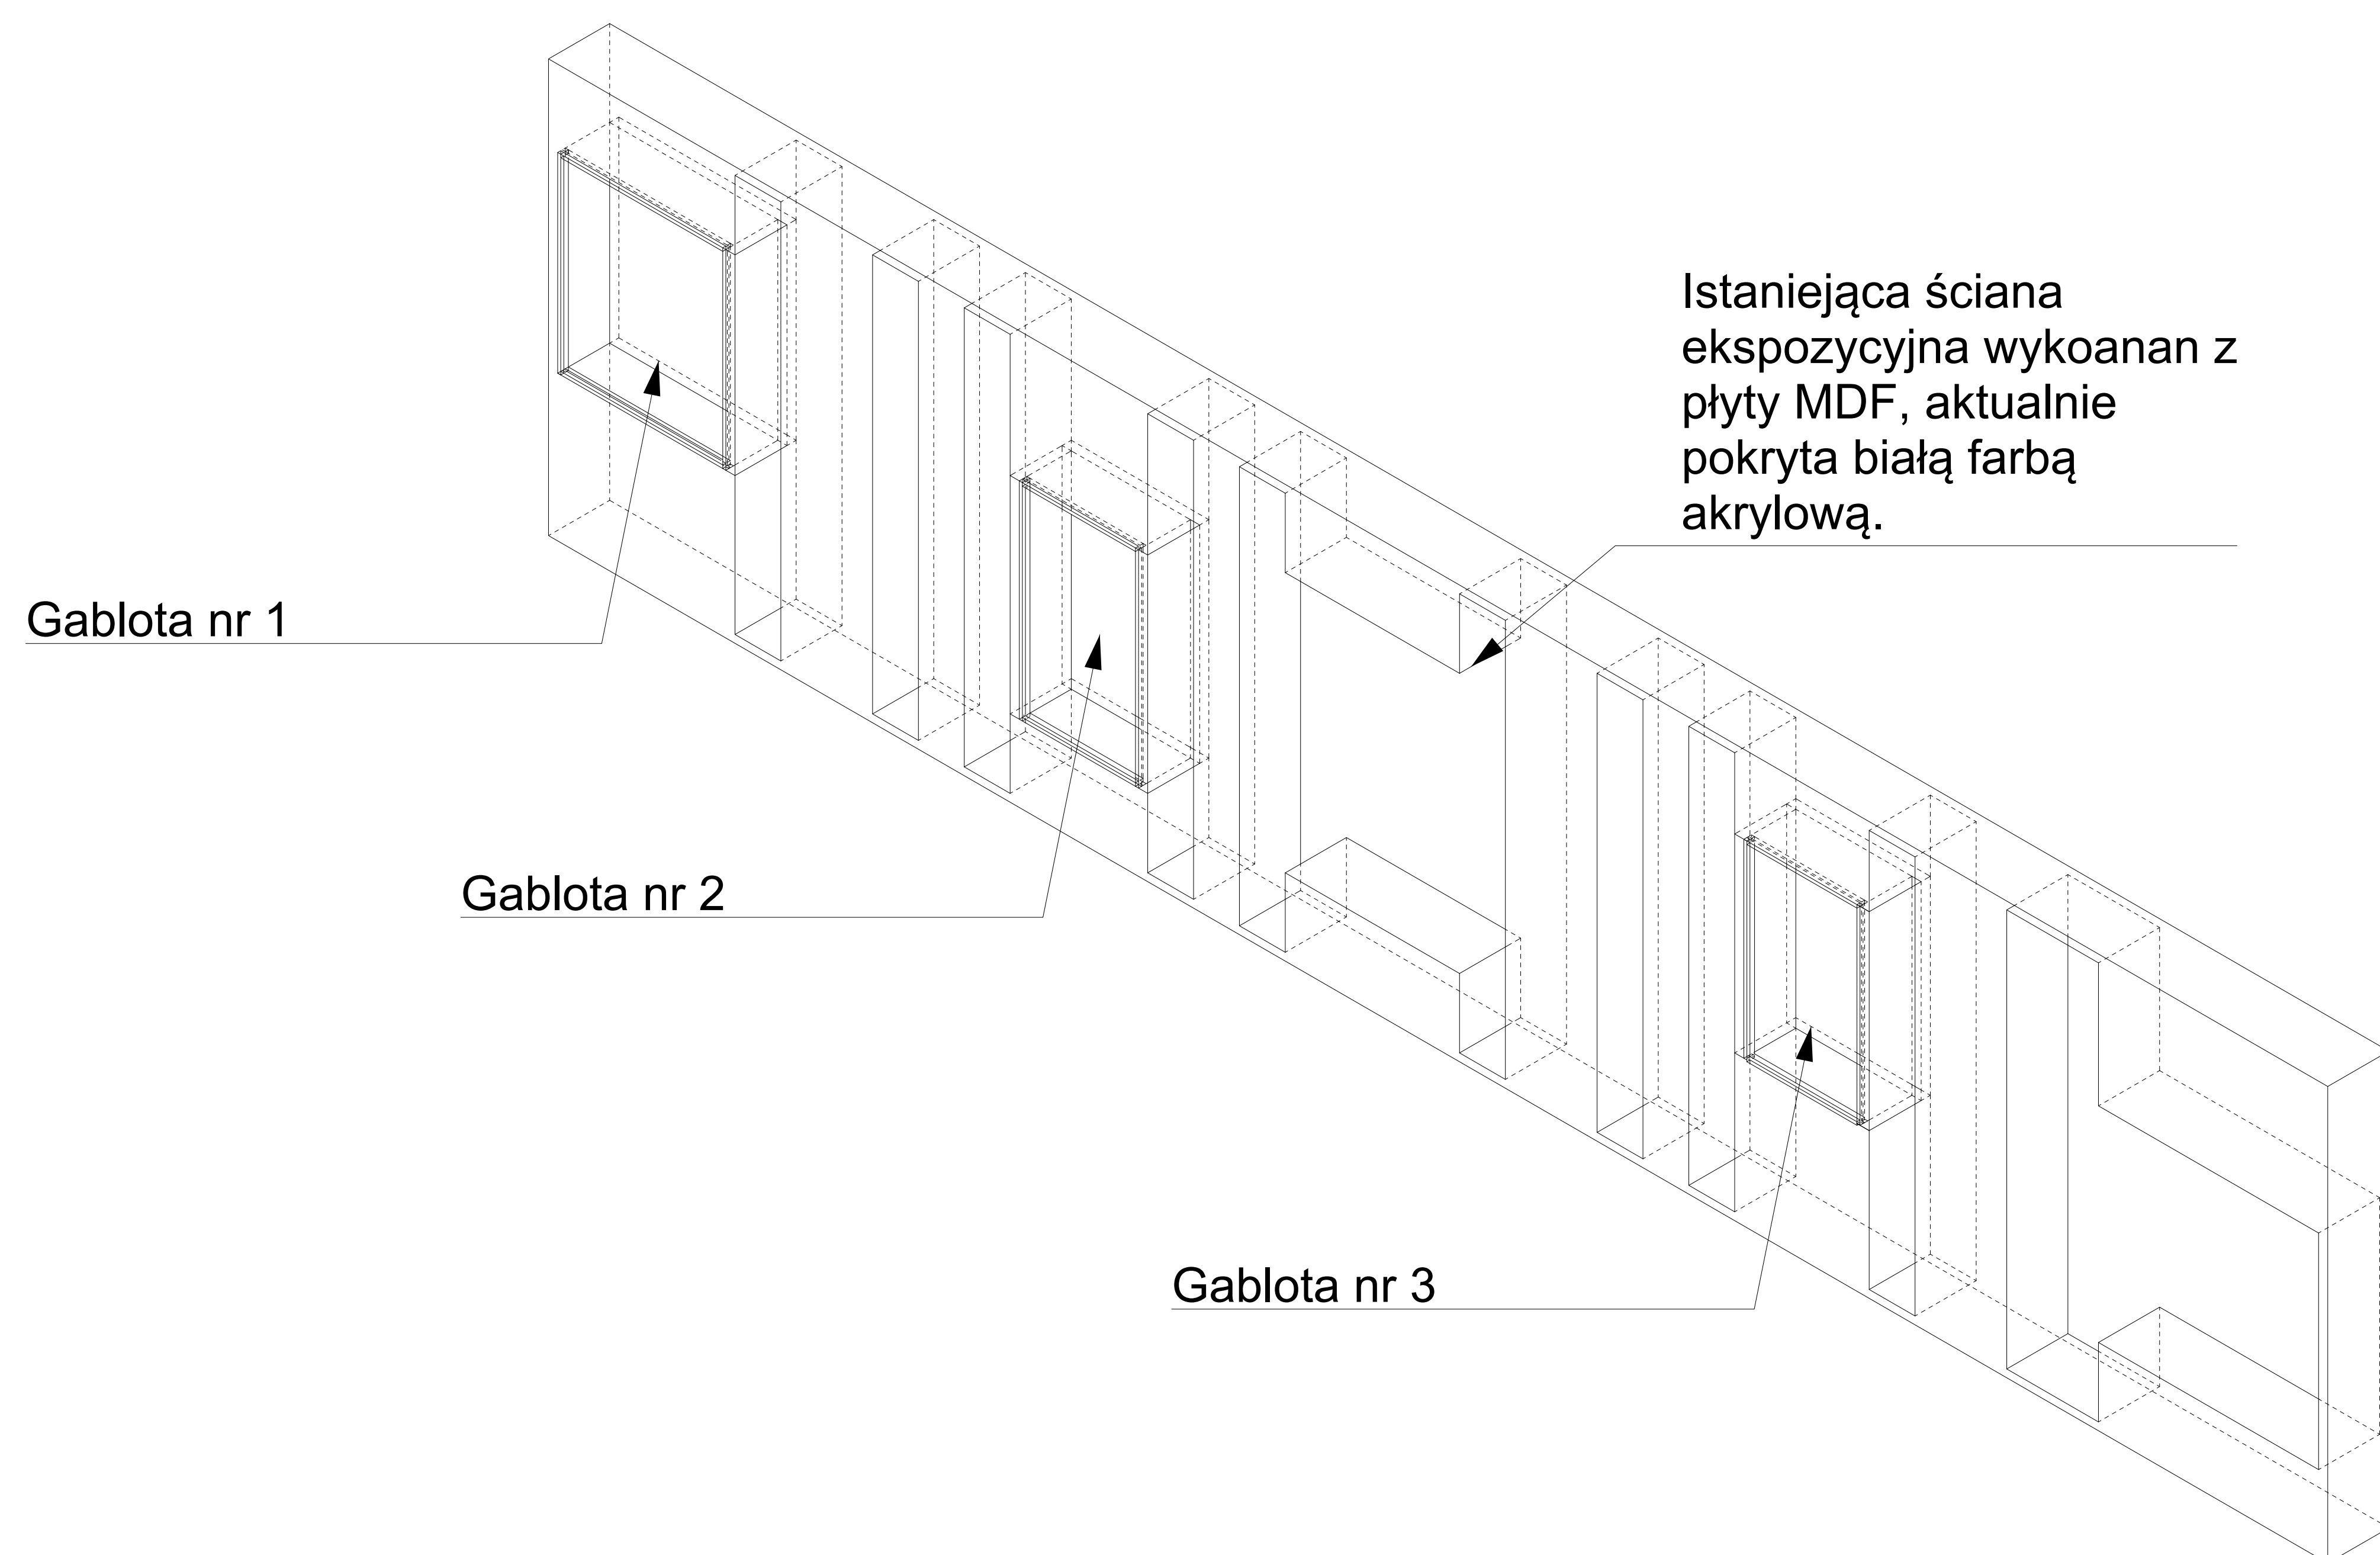 Istaniejąca ściana
ekspozycyjna wykoanan z
płyty MDF, aktualnie
pokryta białą farbą
akrylową.
Gablota nr 1
Gablota nr 2
Gablota nr 3